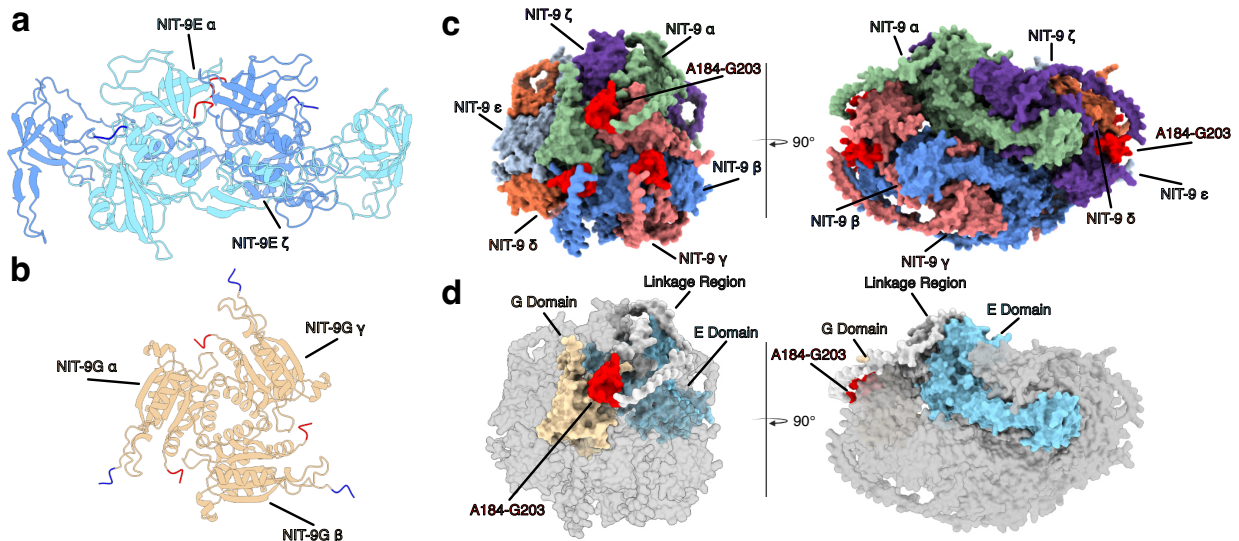 a
NIT-9E α
NIT-9E ζ
b
NIT-9G γ
NIT-9G α
NIT-9G β
c
NIT-9 ζ
NIT-9 α
A184-G203
NIT-9 ε
NIT-9 β
NIT-9 δ
NIT-9 γ
90°
NIT-9 α
NIT-9 ζ
A184-G203
NIT-9 ε
NIT-9 β
NIT-9 δ
NIT-9 γ
d
Linkage Region
G Domain
E Domain
A184-G203
90°
Linkage Region
G Domain
E Domain
A184-G203